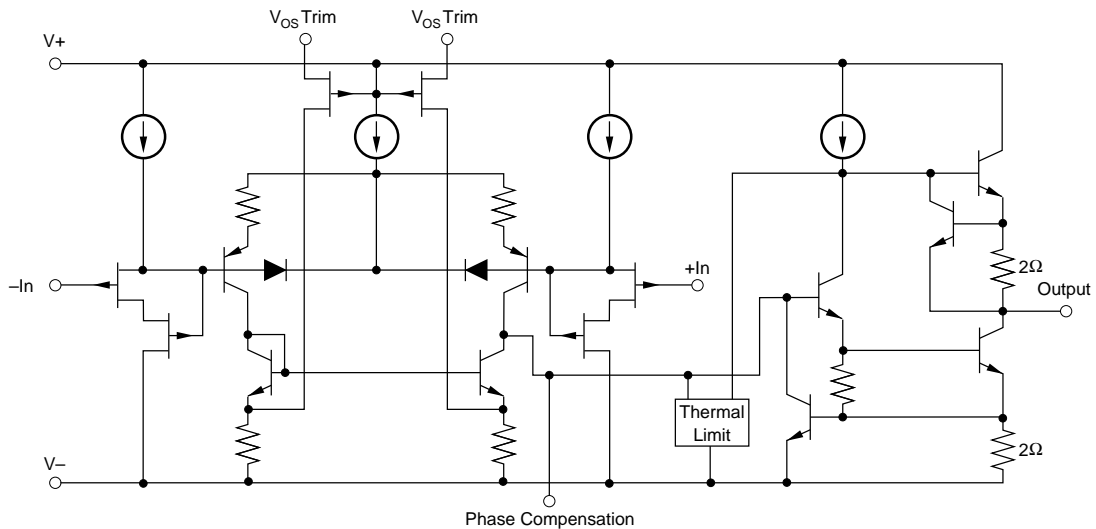 V_OS Trim
V_OS Trim
V+
–In
+In
2Ω
Output
Thermal
Limit
2Ω
V–
Phase Compensation